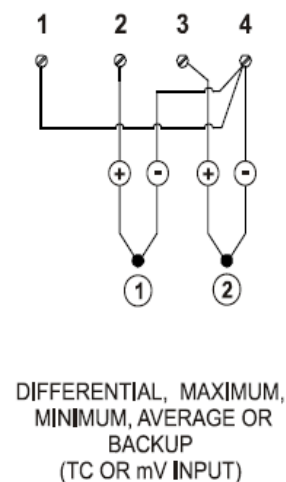 1 2 3 4
+ - + -
1 2
DIFFERENTIAL, MAXIMUM,
MINIMUM, AVERAGE OR
BACKUP
(TC OR mV INPUT)